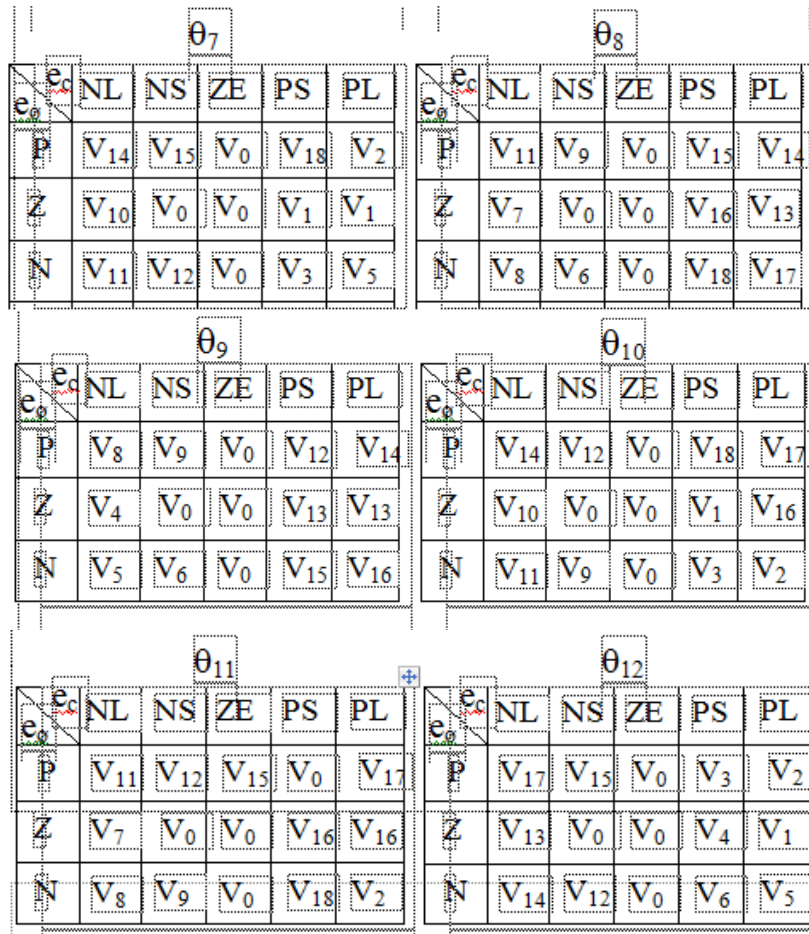 θ7 θ8
ec NL NS ZE PS PL ec NL NS ZE PS PL
eφ eφ
P V14 V15 V0 V18 V2 P V11 V9 V0 V15 V14
Z V10 V0 V0 V1 V1 Z V7 V0 V0 V16 V13
N V11 V12 V0 V3 V5 N V8 V6 V0 V18 V17
θ9 θ10
ec NL NS ZE PS PL ec NL NS ZE PS PL
eφ eφ
P V8 V9 V0 V12 V14 P V14 V12 V0 V18 V17
Z V4 V0 V0 V13 V13 Z V10 V0 V0 V1 V16
N V5 V6 V0 V15 V16 N V11 V9 V0 V3 V2
θ11 θ12
ec NL NS ZE PS PL ec NL NS ZE PS PL
eφ eφ
P V11 V12 V15 V0 V17 P V17 V15 V0 V3 V2
Z V7 V0 V0 V16 V16 Z V13 V0 V0 V4 V1
N V8 V9 V0 V18 V2 N V14 V12 V0 V6 V5